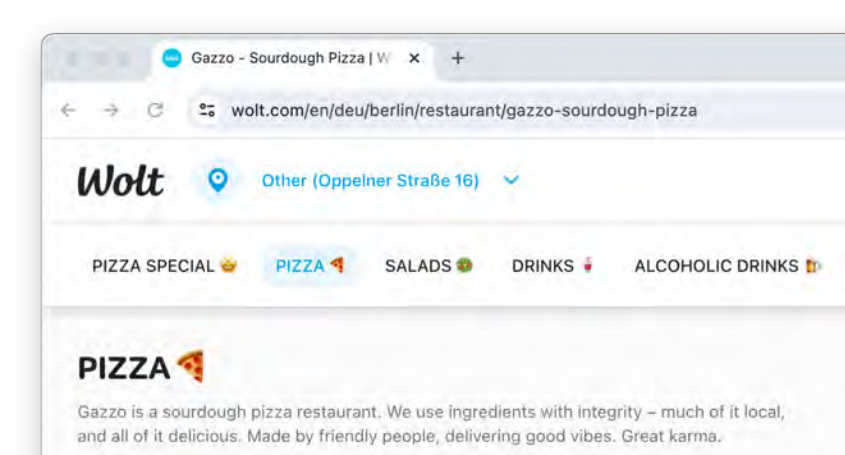 Gazzo - Sourdough Pizza | W
wolt.com/en/deu/berlin/restaurant/gazzo-sourdough-pizza
Wolt Other (Oppelner Straße 16)
PIZZA SPECIAL PIZZA SALADS DRINKS ALCOHOLIC DRINKS
PIZZA
Gazzo is a sourdough pizza restaurant. We use ingredients with integrity – much of it local,
and all of it delicious. Made by friendly people, delivering good vibes. Great karma.